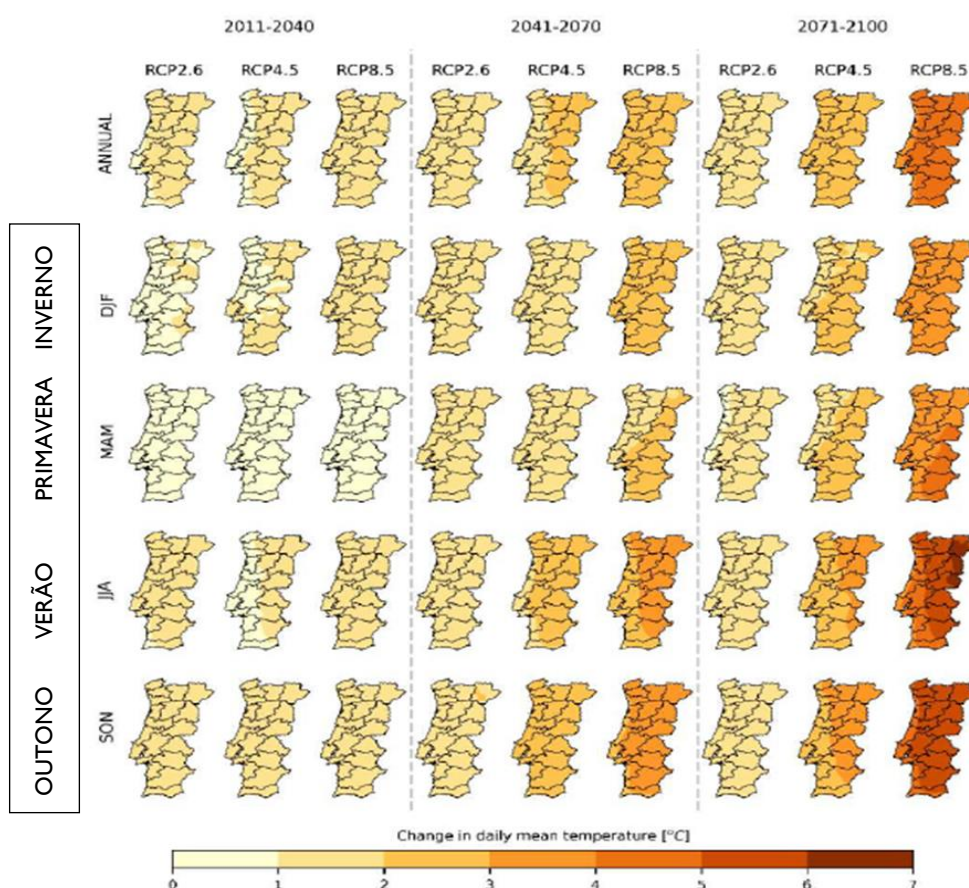 2011-2040 2041-2070 2071-2100
RCP2.6 RCP4.5 RCP8.5 RCP2.6 RCP4.5 RCP8.5 RCP2.6 RCP4.5 RCP8.5
ANNUAL
INVERNO DJF
PRIMAVERA MAM
VERÃO JJA
OUTONO SON
Change in daily mean temperature [°C]
0 1 2 3 4 5 6 7